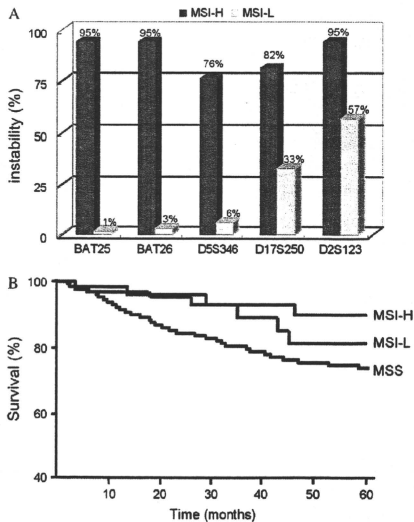 A
MSI-H MSI-L
instability (%)
100
75
50
25
0
95% 95% 76% 82% 95%
1% 3% 6% 33% 57%
BAT25 BAT26 D5S346 D17S250 D2S123
B
Survival (%)
100
80
60
40
MSI-H
MSI-L
MSS
10 20 30 40 50 60
Time (months)